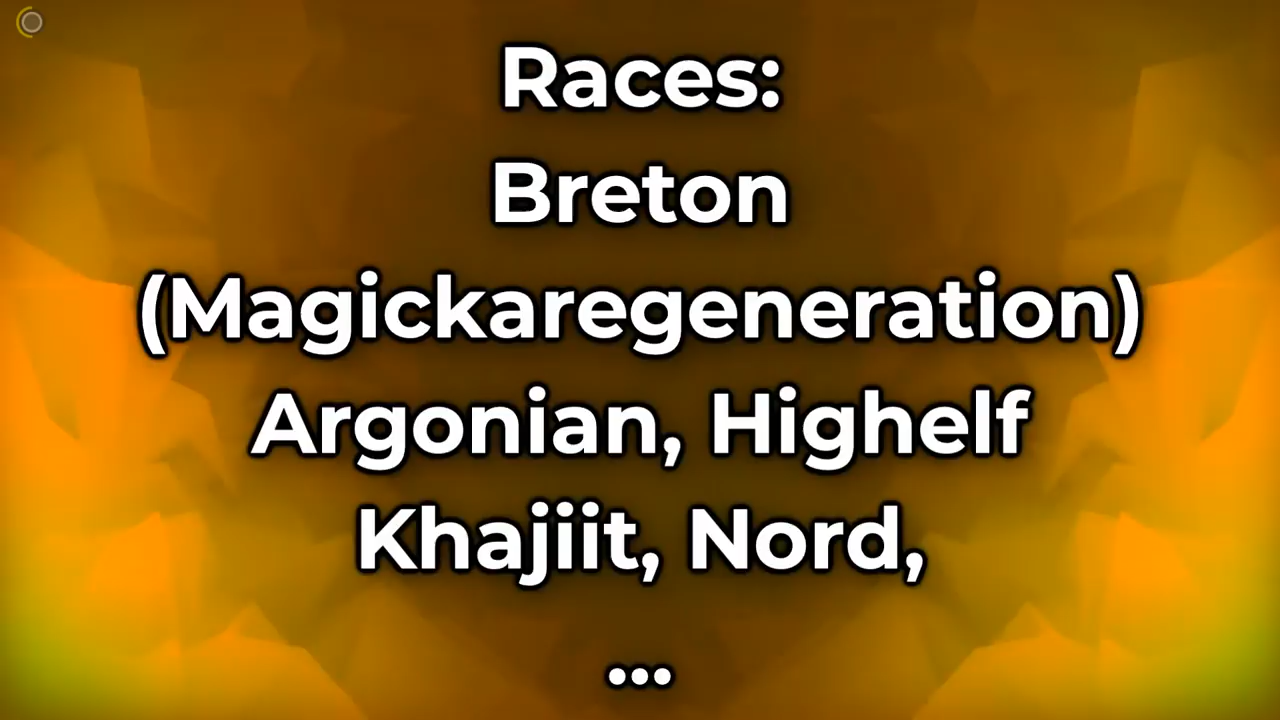 Races:
Breton
(Magickaregeneration)
Argonian, Highelf
Khajiit, Nord,
...